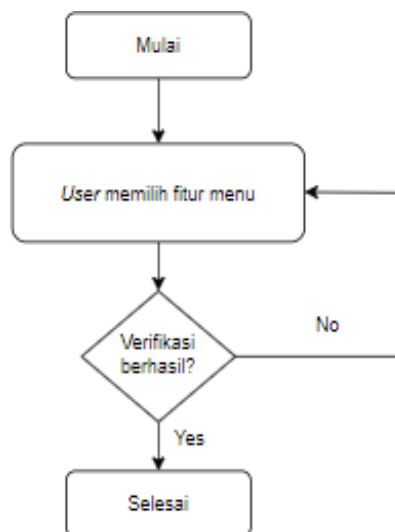 Mulai
User memilih fitur menu
Verifikasi
berhasil?
No
Yes
Selesai